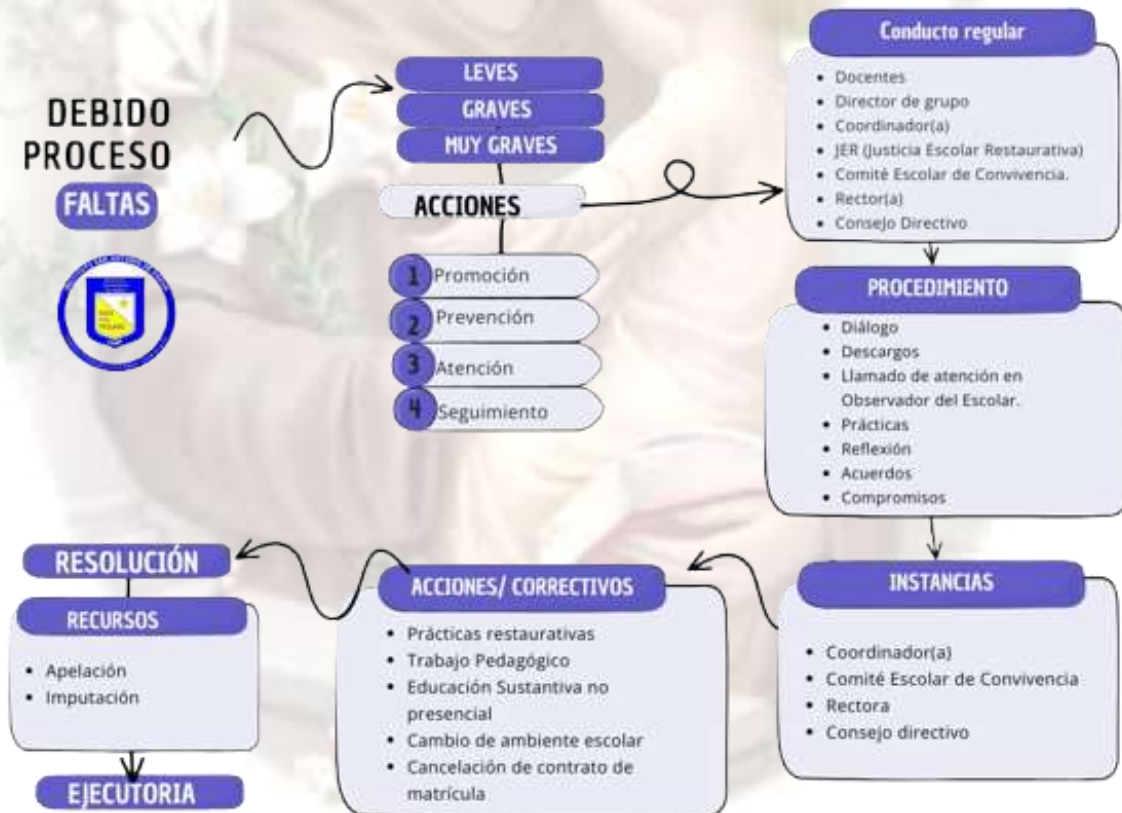 DEBIDO
PROCESO
FALTAS
LEVES
GRAVES
MUY GRAVES
ACCIONES
1 Promoción
2 Prevención
3 Atención
4 Seguimiento
Conducto regular
• Docentes
• Director de grupo
• Coordinador(a)
• JER (Justicia Escolar Restaurativa)
• Comité Escolar de Convivencia.
• Rector(a)
• Consejo Directivo
PROCEDIMIENTO
• Diálogo
• Descargos
• Llamado de atención en
Observador del Escolar.
• Prácticas
• Reflexión
• Acuerdos
• Compromisos
INSTANCIAS
• Coordinador(a)
• Comité Escolar de Convivencia
• Rectora
• Consejo directivo
ACCIONES/ CORRECTIVOS
• Prácticas restaurativas
• Trabajo Pedagógico
• Educación Sustantiva no
presencial
• Cambio de ambiente escolar
• Cancelación de contrato de
matrícula
RESOLUCIÓN
RECURSOS
• Apelación
• Imputación
EJECUTORIA